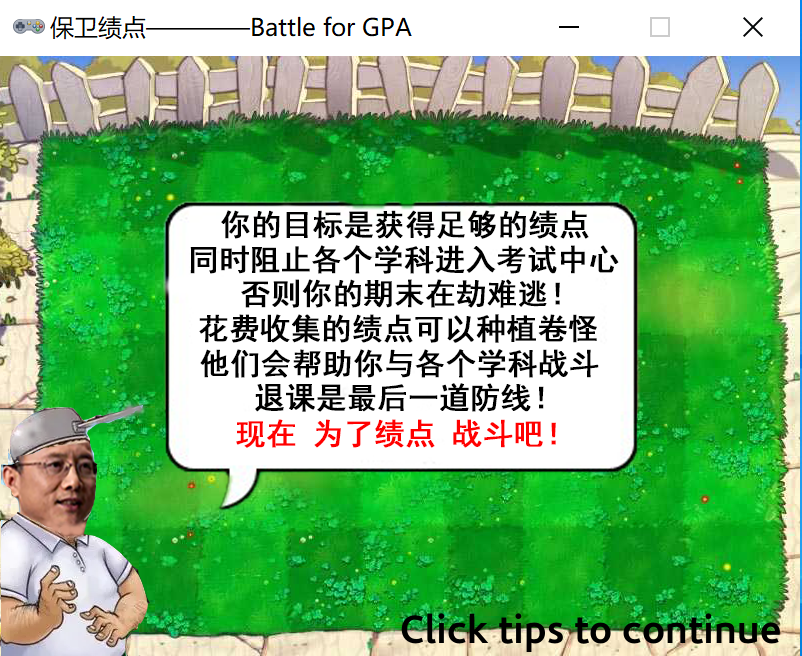 保卫绩点————Battle for GPA
你的目标是获得足够的绩点
同时阻止各个学科进入考试中心
否则你的期末在劫难逃！
花费收集的绩点可以种植卷怪
他们会帮助你与各个学科战斗
退课是最后一道防线！
现在 为了绩点 战斗吧！
Click tips to continue